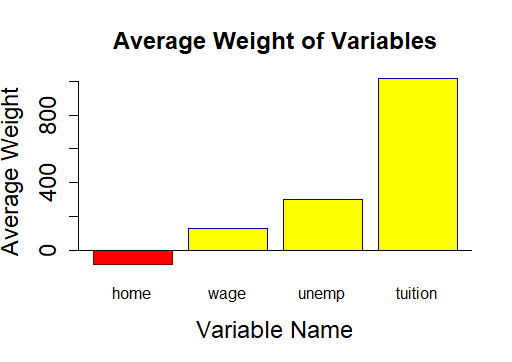 Average Weight of Variables
Average Weight
800
400
0
home wage unemp tuition
Variable Name